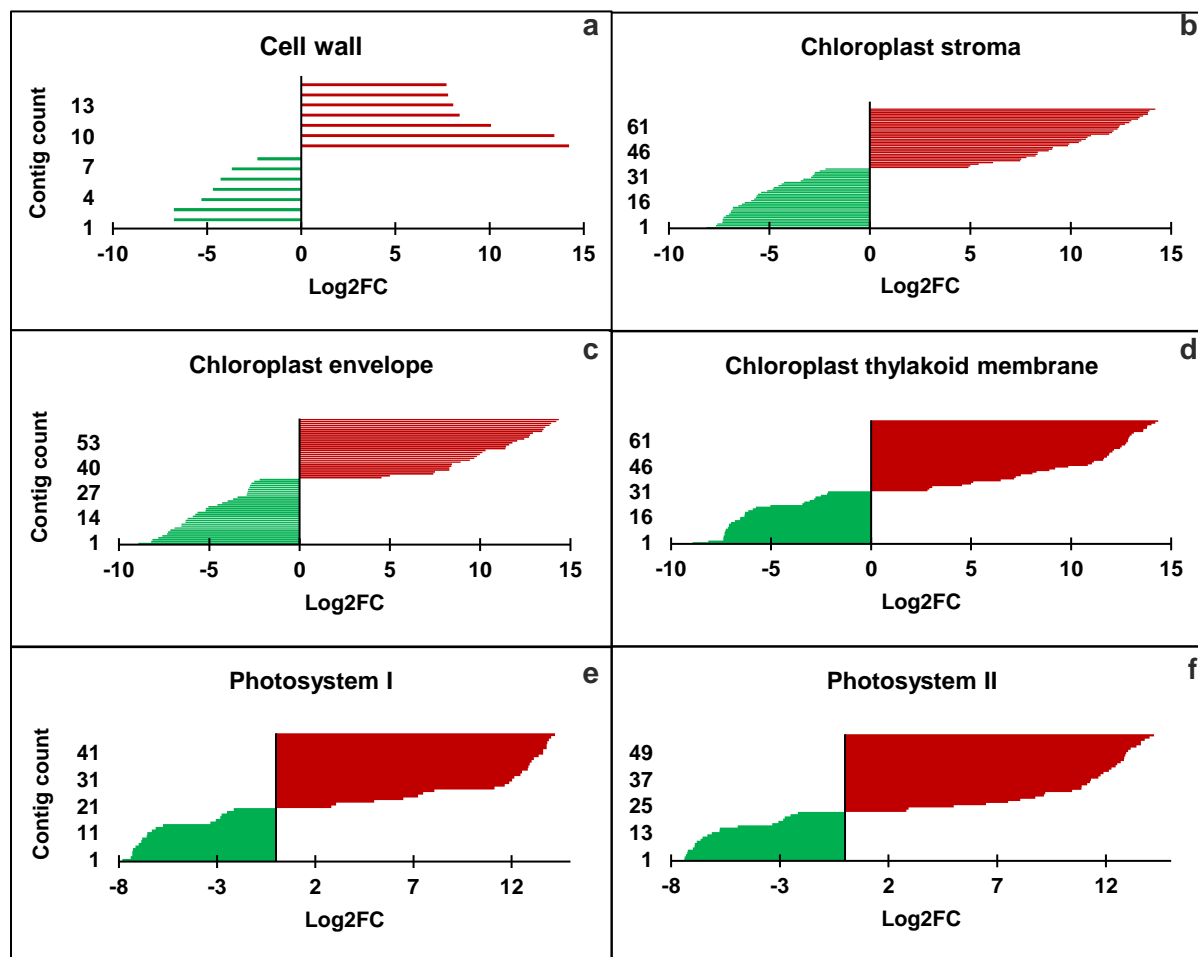 a
Cell wall
Contig count
13
10
7
4
1
-10 -5 0 5 10 15
Log2FC
b
Chloroplast stroma
61
46
31
16
1
-10 -5 0 5 10 15
Log2FC
c
Chloroplast envelope
Contig count
53
40
27
14
1
-10 -5 0 5 10 15
Log2FC
d
Chloroplast thylakoid membrane
61
46
31
16
1
-10 -5 0 5 10 15
Log2FC
e
Photosystem I
Contig count
41
31
21
11
1
-8 -3 2 7 12
Log2FC
f
Photosystem II
49
37
25
13
1
-8 -3 2 7 12
Log2FC